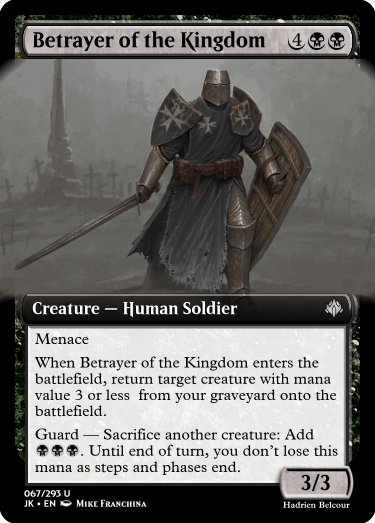 Betrayer of the Kingdom 4
Creature — Human Soldier
Menace
When Betrayer of the Kingdom enters the
battlefield, return target creature with mana
value 3 or less from your graveyard onto the
battlefield.
Guard — Sacrifice another creature: Add
. Until end of turn, you don't lose this
mana as steps and phases end.
3/3
067/293 U
JK • EN Mike Franchina
Hadrien Belcour